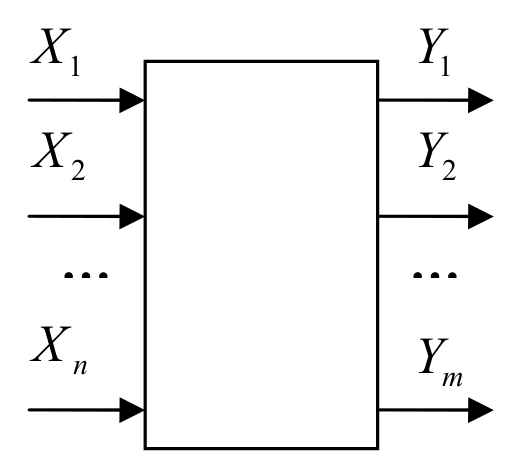 X₁ Y₁
X₂ Y₂
... ...
Xₙ Yₘ